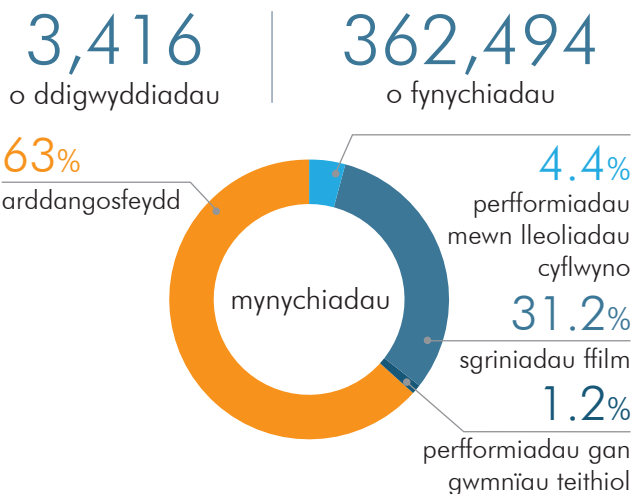 3,416
o ddigwyddiadau
362,494
o fynychiadau
63%
arddangosfeydd
4.4%
perfformiadau
mewn lleoliadau
cyflwyno
mynychiadau
31.2%
sgriniadau ffilm
1.2%
perfformiadau gan
gwmnïau teithiol